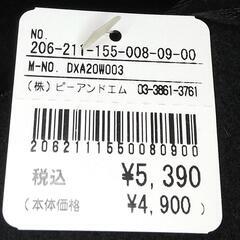 NO.
206-211-155-008-09-00
M-NO. DXA20W003
(株)ピーアンドエム 03-3861-3761
2062111550080900
税込 ¥5,390
(本体価格 ¥4,900)